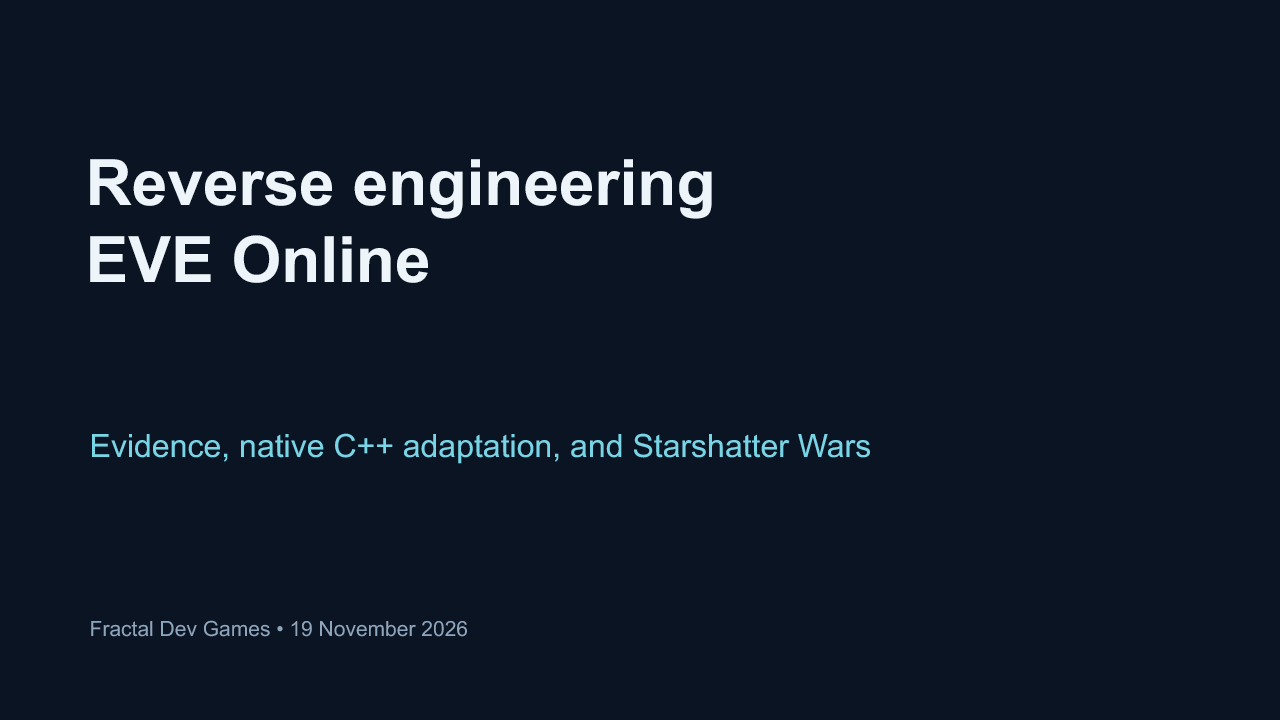 Reverse engineering
EVE Online
Evidence, native C++ adaptation, and Starshatter Wars
Fractal Dev Games • 19 November 2026